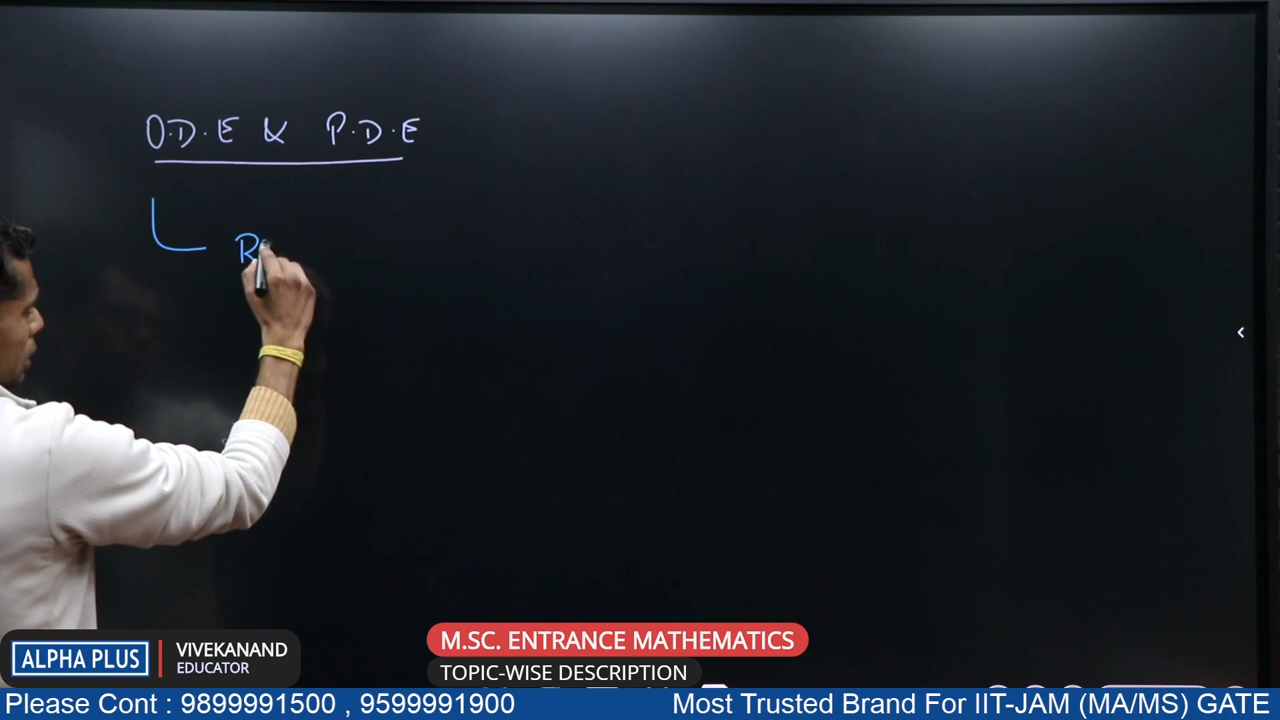 O.D.E & P.D.E
R
M.SC. ENTRANCE MATHEMATICS
ALPHA PLUS
VIVEKANAND
EDUCATOR
TOPIC-WISE DESCRIPTION
Please Cont : 9899991500 , 9599991900
Most Trusted Brand For IIT-JAM (MA/MS) GATE